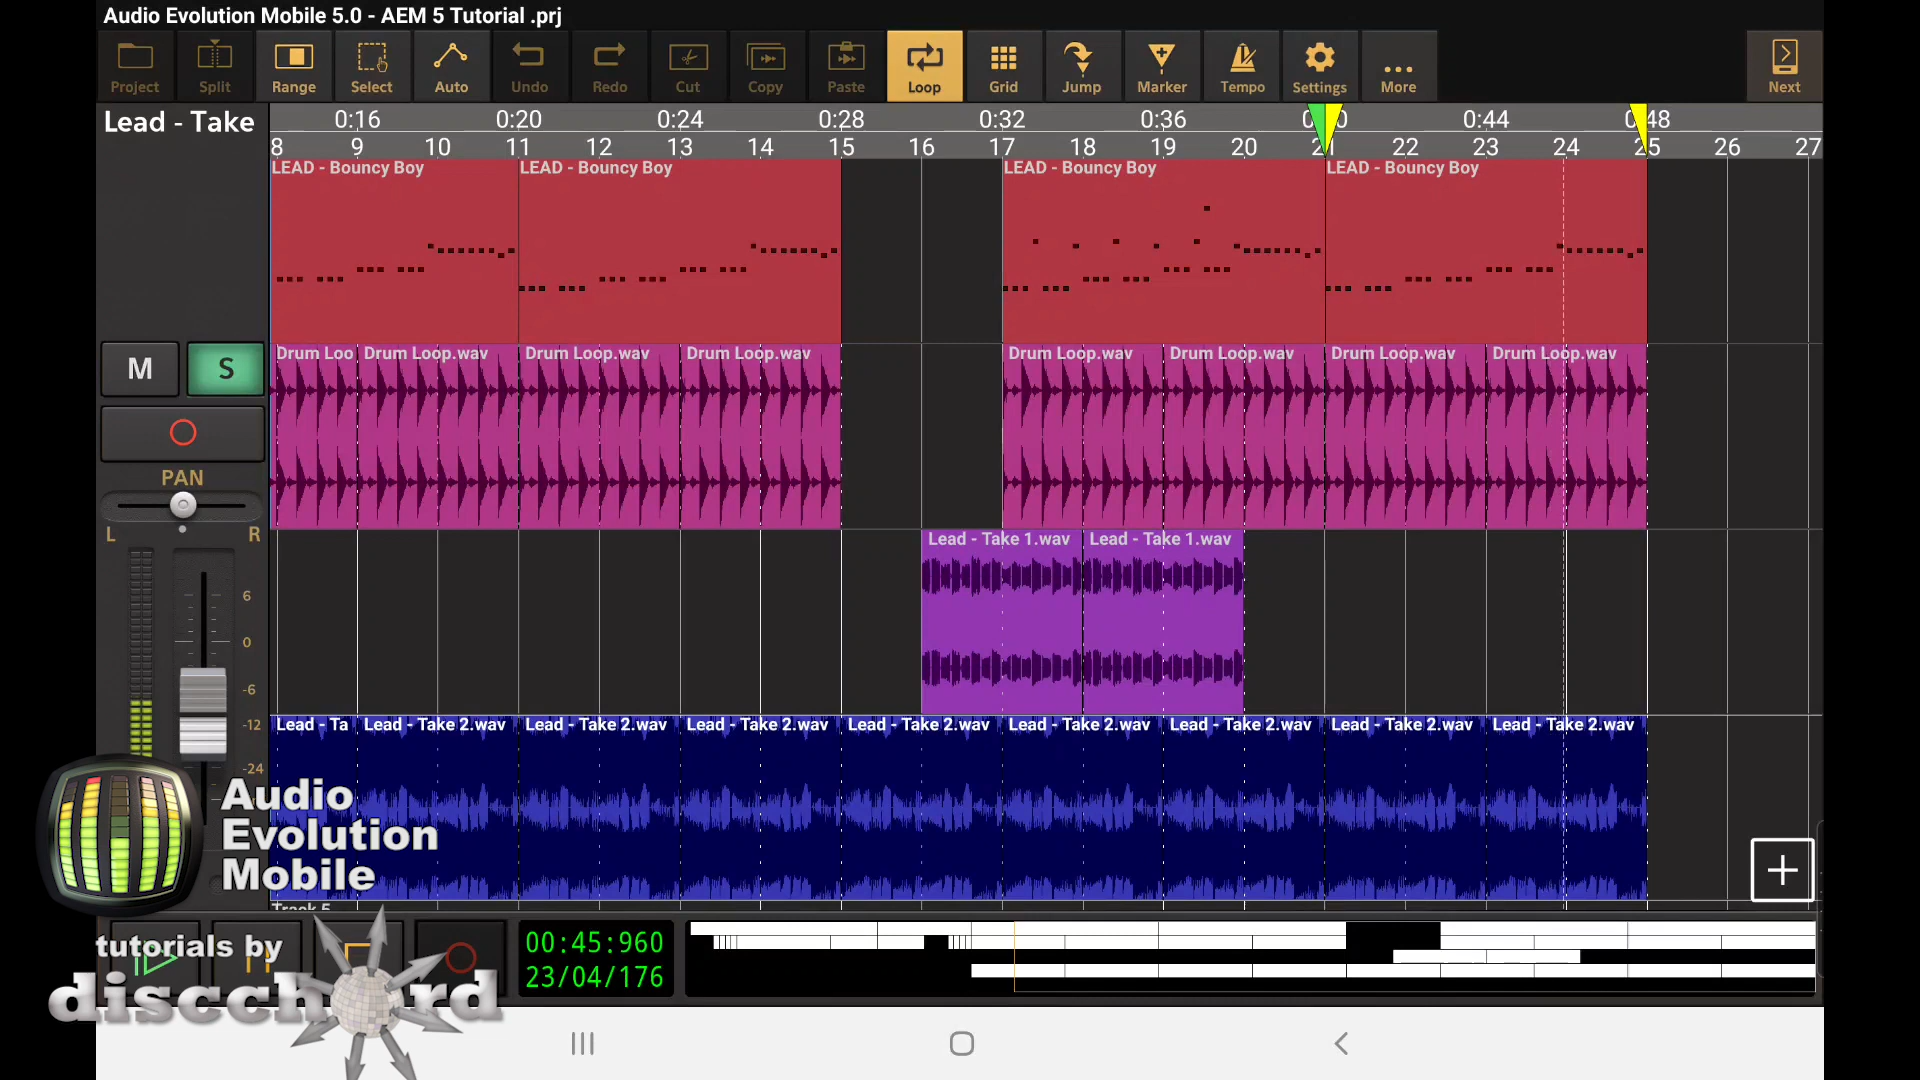 Audio Evolution Mobile 5.0 - AEM 5 Tutorial .prj
Project Split Range Select Auto Undo Redo Cut Copy Paste Loop Grid Jump Marker Tempo Settings More Next
Lead - Take
0:16 0:20 0:24 0:28 0:32 0:36 0:44 0:48
8 9 10 11 12 13 14 15 16 17 18 19 20 21 22 23 24 25 26 27
LEAD - Bouncy Boy LEAD - Bouncy Boy LEAD - Bouncy Boy LEAD - Bouncy Boy
M S
Drum Loo Drum Loop.wav Drum Loop.wav Drum Loop.wav Drum Loop.wav Drum Loop.wav Drum Loop.wav Drum Loop.wav
PAN
L R
Lead - Take 1.wav Lead - Take 1.wav
6
0
-6
-12
-24
Lead - Ta Lead - Take 2.wav Lead - Take 2.wav Lead - Take 2.wav Lead - Take 2.wav Lead - Take 2.wav Lead - Take 2.wav Lead - Take 2.wav Lead - Take 2.wav
Audio
Evolution
Mobile
Track 5
tutorials by
discchord
00:45:960
23/04/176